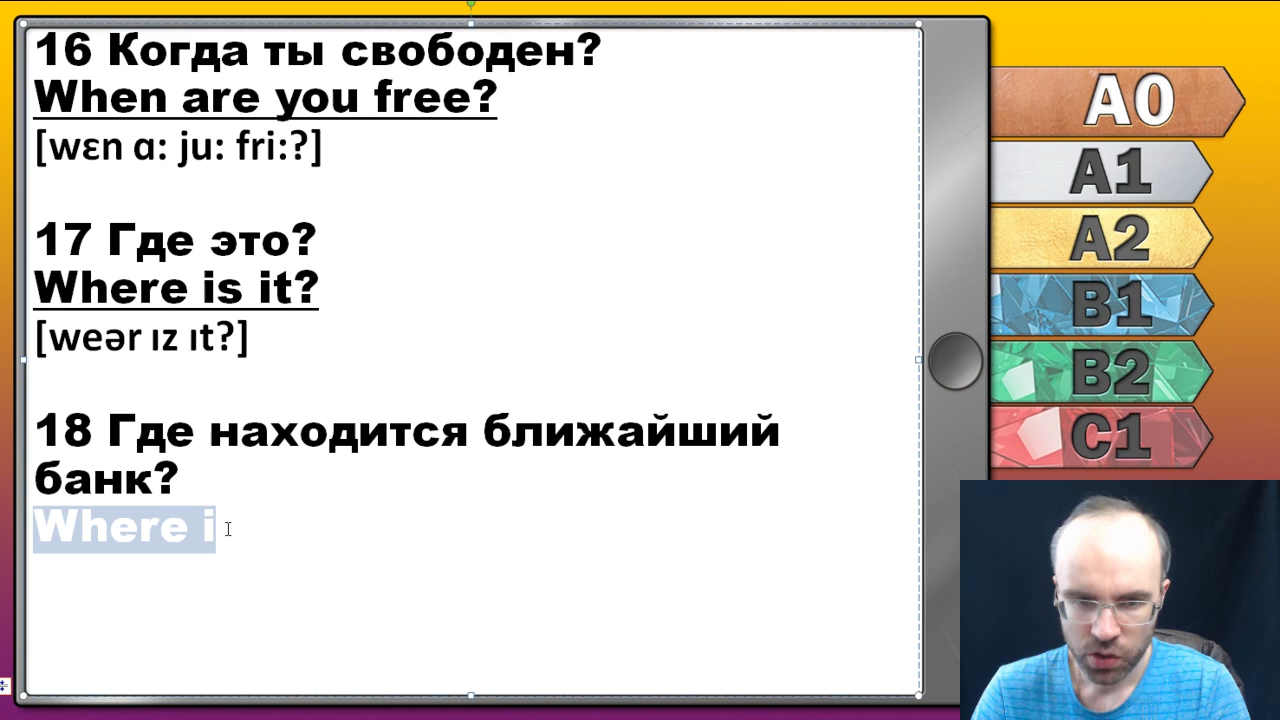 16 Когда ты свободен?
When are you free?
[wɛn ɑ: ju: fri:?]
17 Где это?
Where is it?
[weər ɪz ɪt?]
18 Где находится ближайший
банк?
Where i
A0
A1
A2
B1
B2
C1